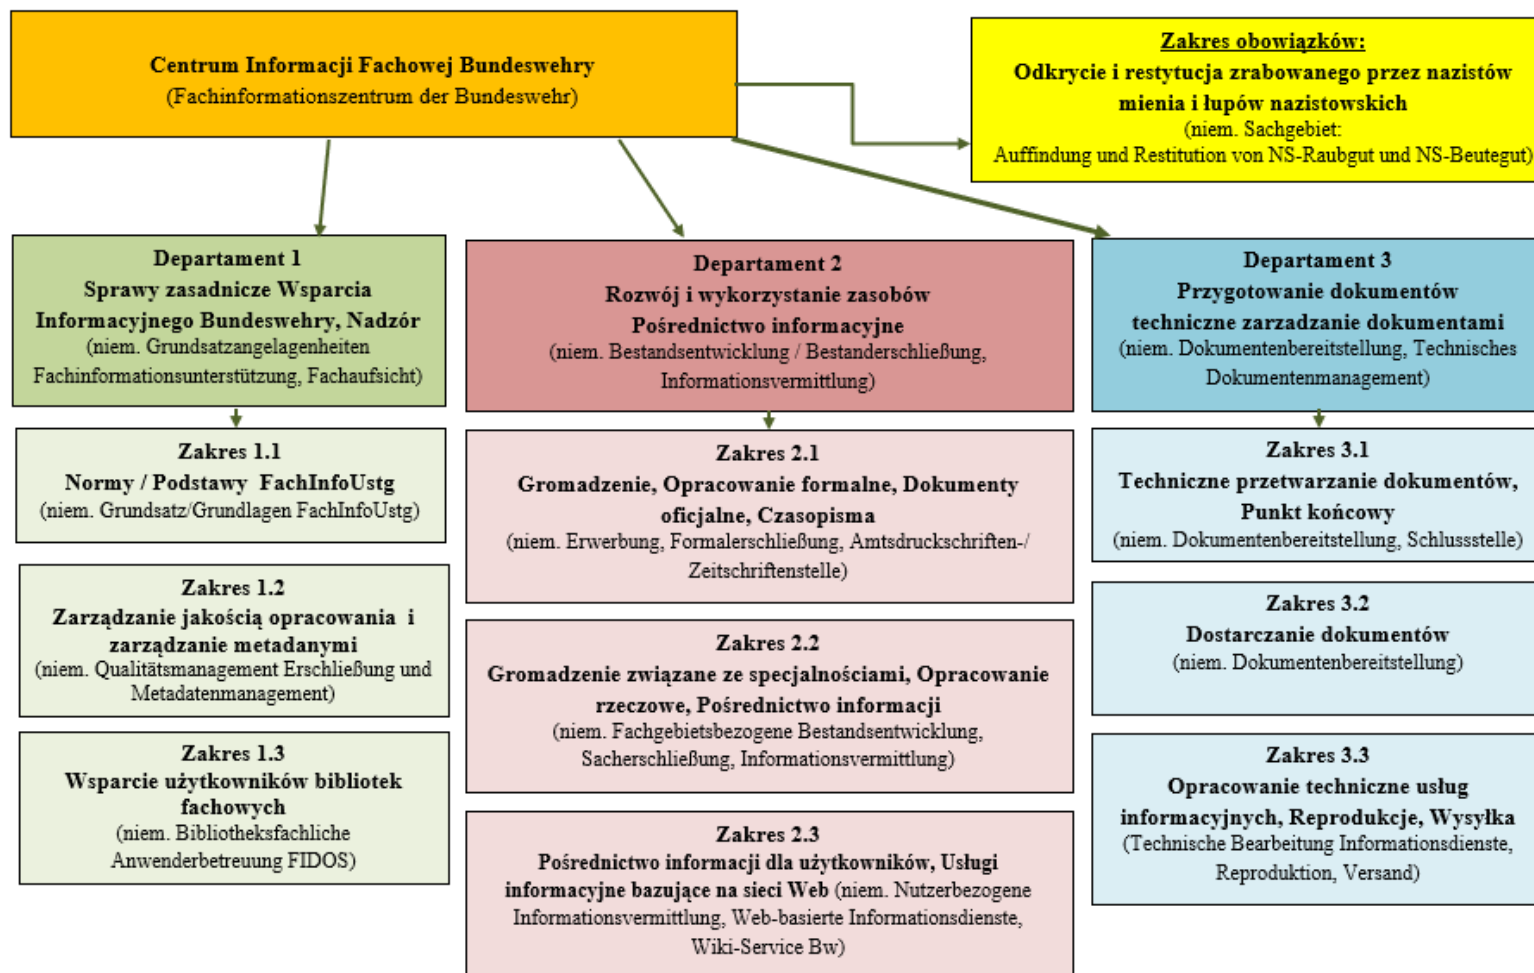 Centrum Informacji Fachowej Bundeswehry
(Fachinformationszentrum der Bundeswehr)
Zakres obowiązków:
Odkrycie i restytucja zrabowanego przez nazistów
mienia i łupów nazistowskich
(niem. Sachgebiet:
Auffindung und Restitution von NS-Raubgut und NS-Beutegut)
Departament 1
Sprawy zasadnicze Wsparcia
Informacyjnego Bundeswehry, Nadzór
(niem. Grundsatzangelagenheiten
Fachinformationsunterstützung, Fachaufsicht)
Departament 2
Rozwój i wykorzystanie zasobów
Pośrednictwo informacyjne
(niem. Bestandsentwicklung / Bestanderschließung,
Informationsvermittlung)
Departament 3
Przygotowanie dokumentów
techniczne zarzadzanie dokumentami
(niem. Dokumentenbereitstellung, Technisches
Dokumentenmanagement)
Zakres 1.1
Normy / Podstawy FachInfoUstg
(niem. Grundsatz/Grundlagen FachInfoUstg)
Zakres 1.2
Zarządzanie jakością opracowania i
zarządzanie metadanymi
(niem. Qualitätsmanagement Erschließung und
Metadatenmanagement)
Zakres 1.3
Wsparcie użytkowników bibliotek
fachowych
(niem. Bibliotheksfachliche
Anwenderbetreuung FIDOS)
Zakres 2.1
Gromadzenie, Opracowanie formalne, Dokumenty
oficjalne, Czasopisma
(niem. Erwerbung, Formalerschließung, Amtsdruckschriften-/
Zeitschriftenstelle)
Zakres 2.2
Gromadzenie związane ze specjalnościami, Opracowanie
rzeczowe, Pośrednictwo informacji
(niem. Fachgebietsbezogene Bestandsentwicklung,
Sacherschließung, Informationsvermittlung)
Zakres 2.3
Pośrednictwo informacji dla użytkowników, Usługi
informacyjne bazujące na sieci Web (niem. Nutzerbezogene
Informationsvermittlung, Web-basierte Informationsdienste,
Wiki-Service Bw)
Zakres 3.1
Techniczne przetwarzanie dokumentów,
Punkt końcowy
(niem. Dokumentenbereitstellung, Schlussstelle)
Zakres 3.2
Dostarczanie dokumentów
(niem. Dokumentenbereitstellung)
Zakres 3.3
Opracowanie techniczne usług
informacyjnych, Reprodukcje, Wysyłka
(Technische Bearbeitung Informationsdienste,
Reproduktion, Versand)